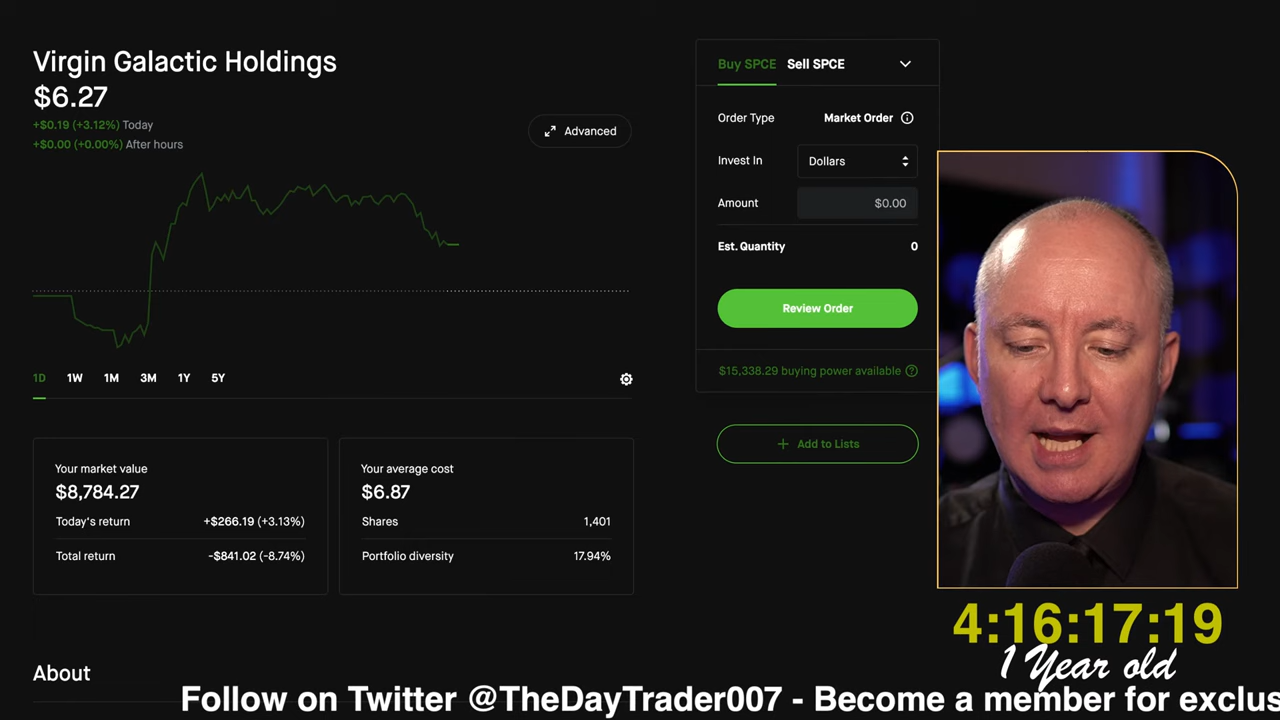 Virgin Galactic Holdings
$6.27
+$0.19 (+3.12%) Today
+$0.00 (+0.00%) After hours
Advanced
1D 1W 1M 3M 1Y 5Y
Your market value
$8,784.27
Today's return +$266.19 (+3.13%)
Total return -$841.02 (-8.74%)
Your average cost
$6.87
Shares 1,401
Portfolio diversity 17.94%
About
Buy SPCE Sell SPCE
Order Type Market Order
Invest In Dollars
Amount $0.00
Est. Quantity 0
Review Order
$15,338.29 buying power available
+ Add to Lists
4:16:17:19
1 Year old
Follow on Twitter @TheDayTrader007 - Become a member for exclus